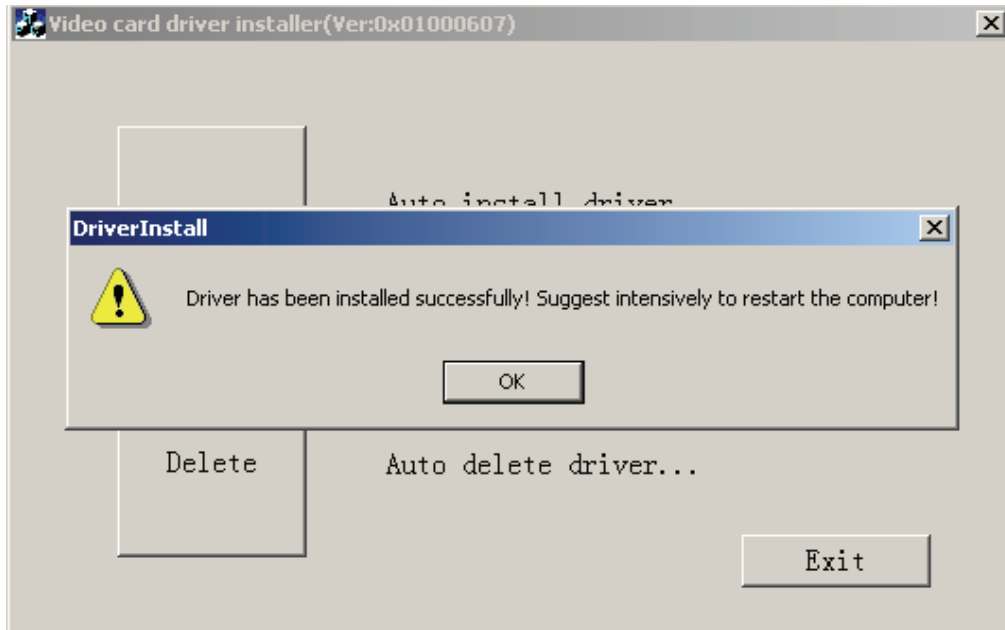 Video card driver installer(Ver:0x01000607)
Auto install driver
DriverInstall
Driver has been installed successfully! Suggest intensively to restart the computer!
OK
Delete
Auto delete driver...
Exit